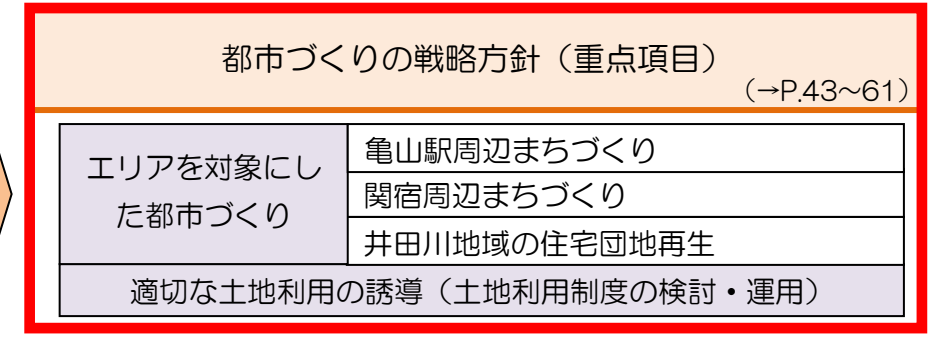 都市づくりの戦略方針（重点項目）
（→P.43～61）
エリアを対象にし
た都市づくり
亀山駅周辺まちづくり
関宿周辺まちづくり
井田川地域の住宅団地再生
適切な土地利用の誘導（土地利用制度の検討・運用）